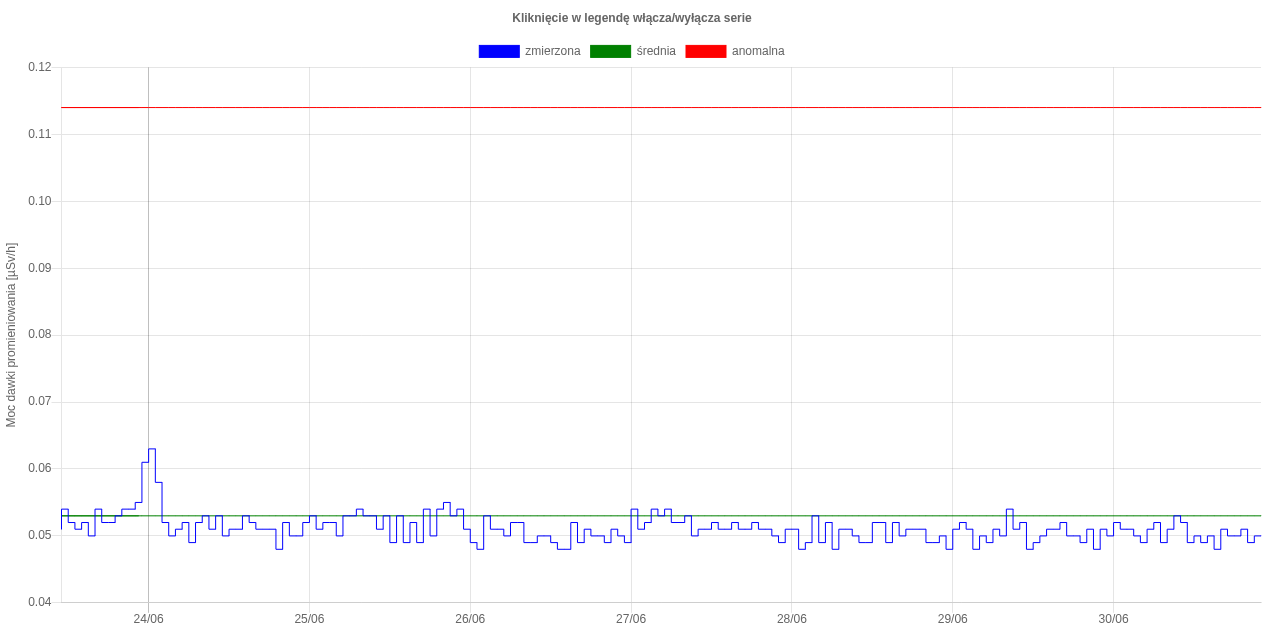 Kliknięcie w legendę włącza/wyłącza serie
zmierzona średnia anomalna
Moc dawki promieniowania [µSv/h]
0.12
0.11
0.10
0.09
0.08
0.07
0.06
0.05
0.04
24/06 25/06 26/06 27/06 28/06 29/06 30/06